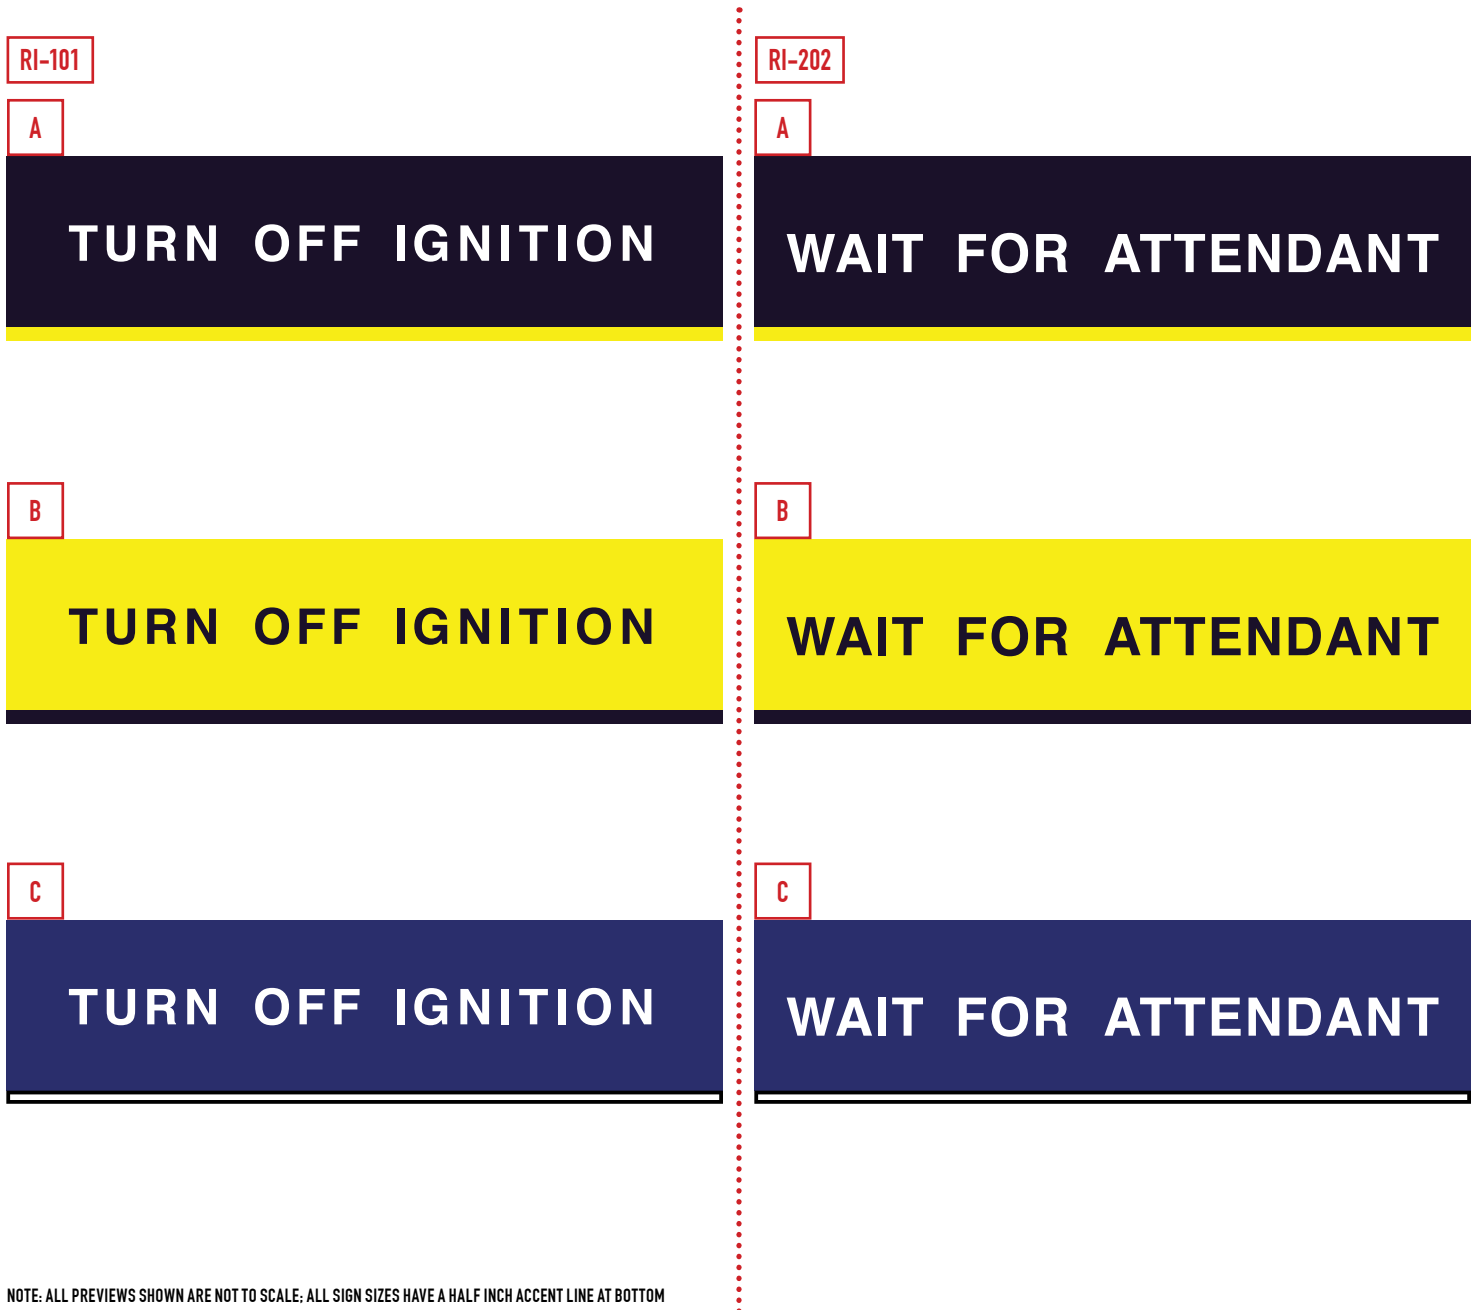 RI-101
A
TURN OFF IGNITION
B
TURN OFF IGNITION
C
TURN OFF IGNITION
NOTE: ALL PREVIEWS SHOWN ARE NOT TO SCALE; ALL SIGN SIZES HAVE A HALF INCH ACCENT LINE AT BOTTOM
RI-202
A
WAIT FOR ATTENDANT
B
WAIT FOR ATTENDANT
C
WAIT FOR ATTENDANT